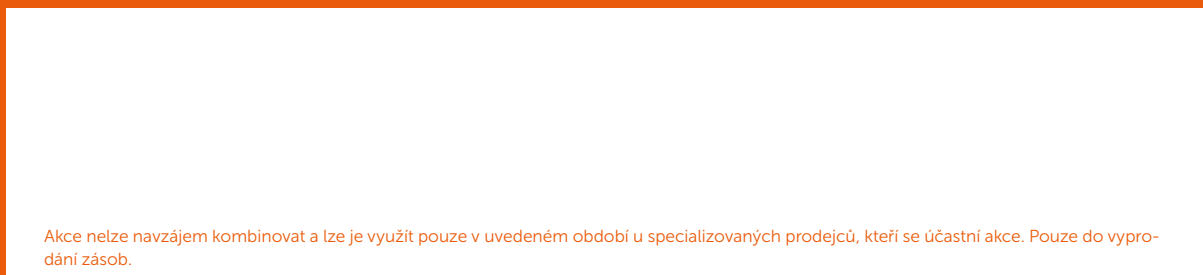 Akce nelze navzájem kombinovat a lze je využít pouze v uvedeném období u specializovaných prodejců, kteří se účastní akce. Pouze do vypro-
dání zásob.